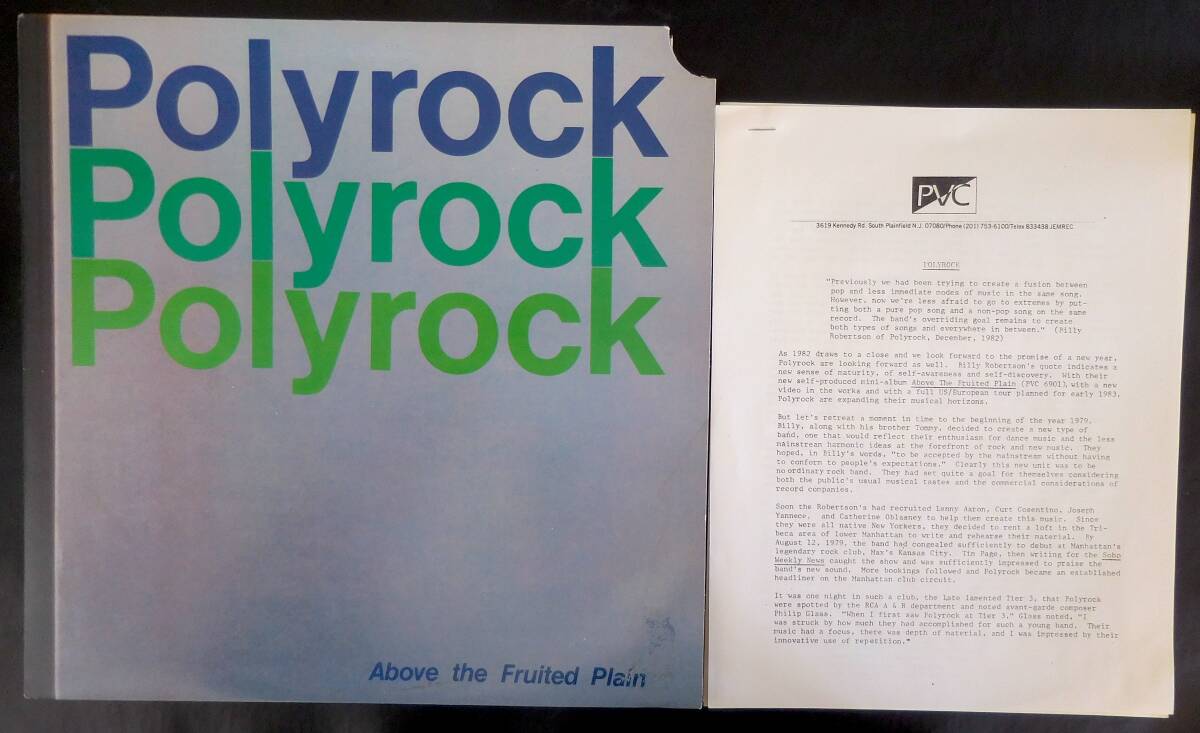 Polyrock
Polyrock
Polyrock
Above the Fruited Plain
PVC
3619 Kennedy Rd. South Plainfield N.J. 07080/Phone (201) 753-6100/Telex 833438 JEMREC
POLYROCK
"Previously we had been trying to create a fusion between
pop and less immediate modes of music in the same song.
However, now we're less afraid to go to extremes by put-
ting both a pure pop song and a non-pop song on the same
record. The band's overriding goal remains to create
both types of songs and everywhere in between." (Billy
Robertson of Polyrock, December, 1982)
As 1982 draws to a close and we look forward to the promise of a new year,
Polyrock are looking forward as well. Billy Robertson's quote indicates a
new sense of maturity, of self-awareness and self-discovery. With their
new self-produced mini-album Above The Fruited Plain (PVC 6901), with a new
video in the works and with a full US/European tour planned for early 1983,
Polyrock are expanding their musical horizons.
But let's retreat a moment in time to the beginning of the year 1979.
Billy, along with his brother Tommy, decided to create a new type of
band, one that would reflect their enthusiasm for dance music and the less
mainstream harmonic ideas at the forefront of rock and new music. They
hoped, in Billy's words, "to be accepted by the mainstream without having
to conform to people's expectations." Clearly this new unit was to be
no ordinary rock band. They had set quite a goal for themselves considering
both the public's usual musical tastes and the commercial considerations of
record companies.
Soon the Robertson's had recruited Lenny Aaron, Curt Cosentino, Joseph
Yannece, and Catherine Oblasney to help them create this music. Since
they were all native New Yorkers, they decided to rent a loft in the Tri-
beca area of lower Manhattan to write and rehearse their material. By
August 12, 1979, the band had congealed sufficiently to debut at Manhattan's
legendary rock club, Max's Kansas City. Tim Page, then writing for the Soho
Weekly News caught the show and was sufficiently impressed to praise the
band's new sound. More bookings followed and Polyrock became an established
headliner on the Manhattan club circuit.
It was one night in such a club, the Late lamented Tier 3, that Polyrock
were spotted by the RCA A & R department and noted avant-garde composer
Philip Glass. "When I first saw Polyrock at Tier 3," Glass noted, "I
was struck by how much they had accomplished for such a young band. Their
music had a focus, there was depth of material, and I was impressed by their
innovative use of repetition."